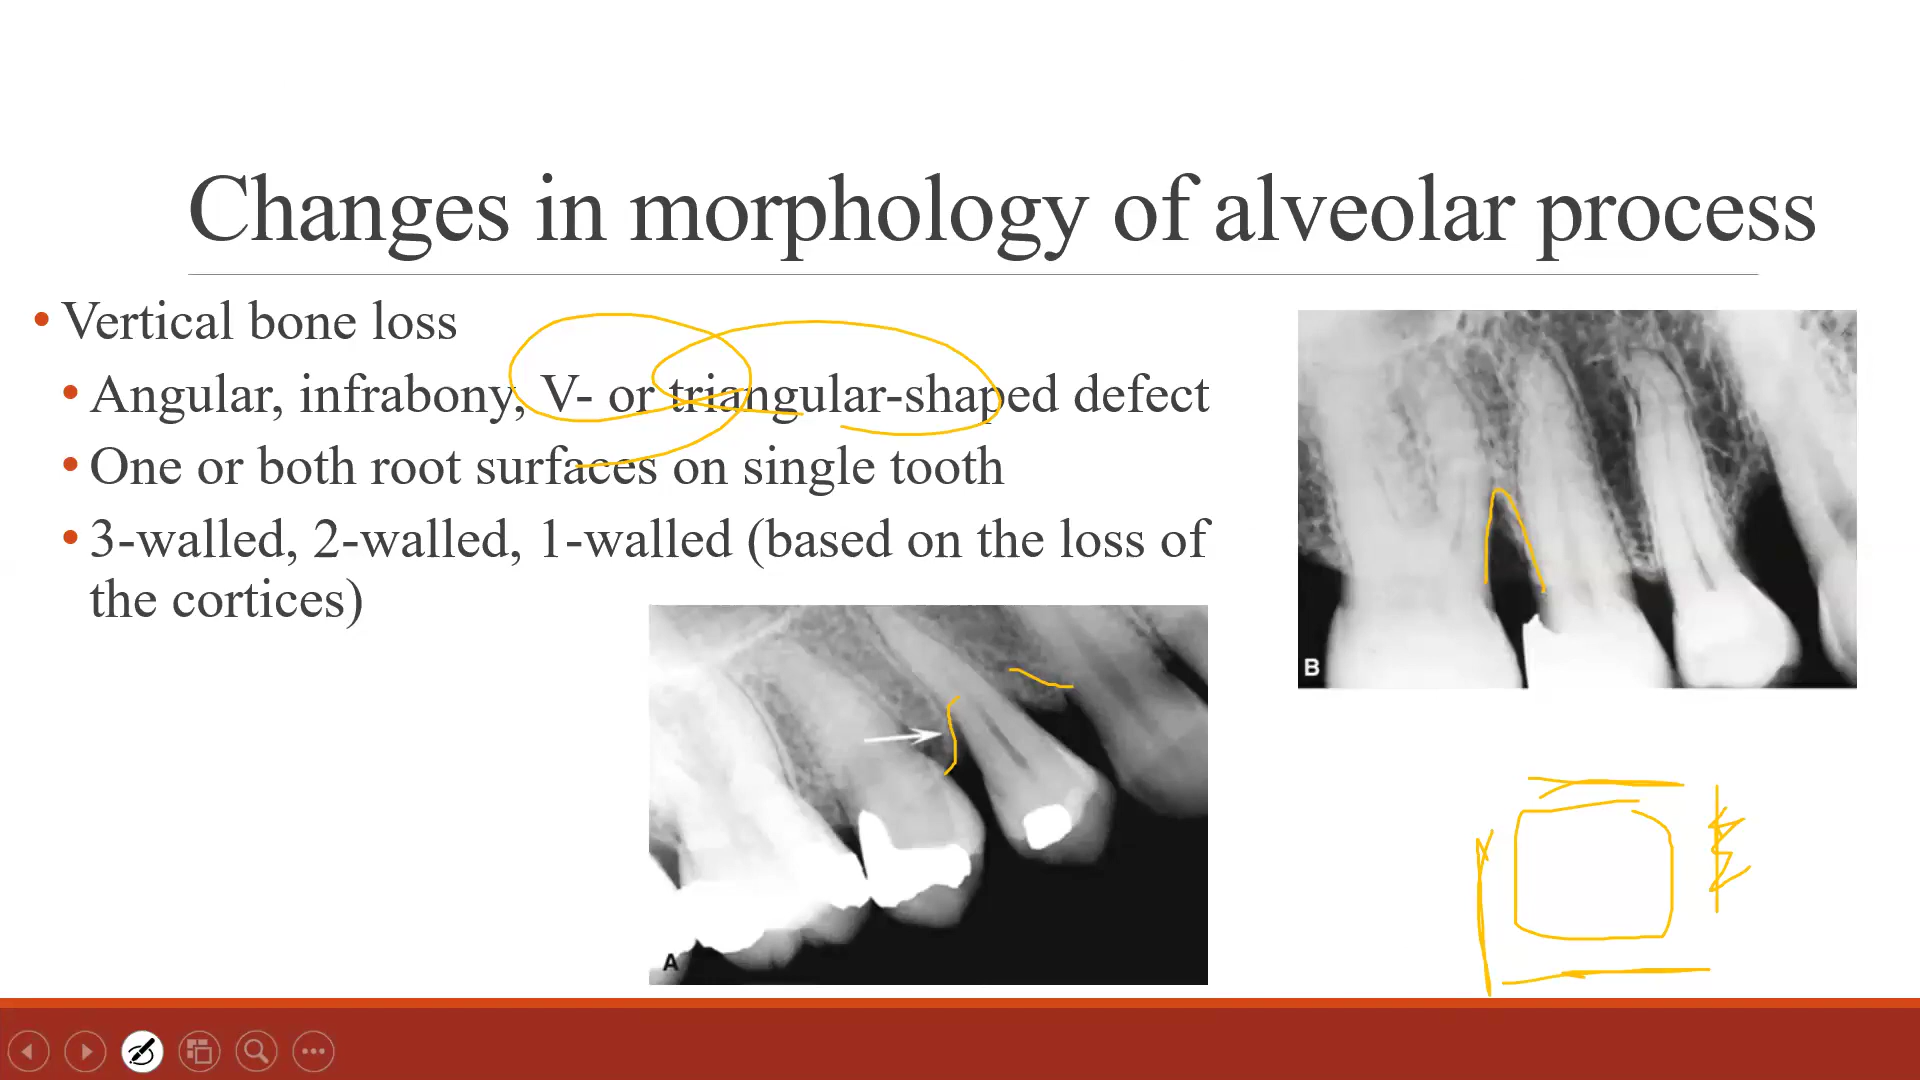 Changes in morphology of alveolar process
• Vertical bone loss
• Angular, infrabony, V- or triangular-shaped defect
• One or both root surfaces on single tooth
• 3-walled, 2-walled, 1-walled (based on the loss of
the cortices)
B
A